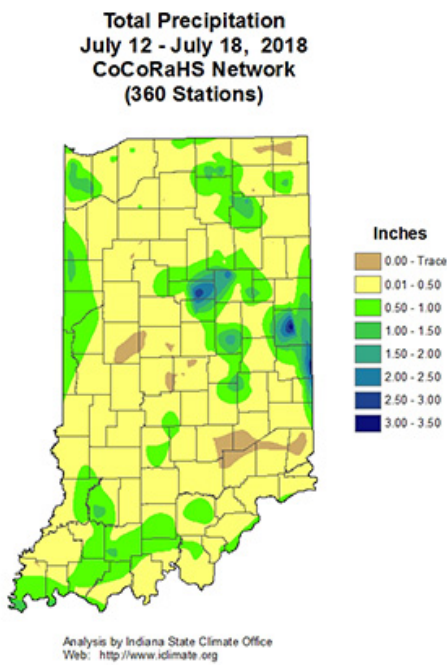 Total Precipitation
July 12 - July 18, 2018
CoCoRaHS Network
(360 Stations)
Inches
0.00 - Trace
0.01 - 0.50
0.50 - 1.00
1.00 - 1.50
1.50 - 2.00
2.00 - 2.50
2.50 - 3.00
3.00 - 3.50
Analysis by Indiana State Climate Office
Web: http://www.iclimate.org